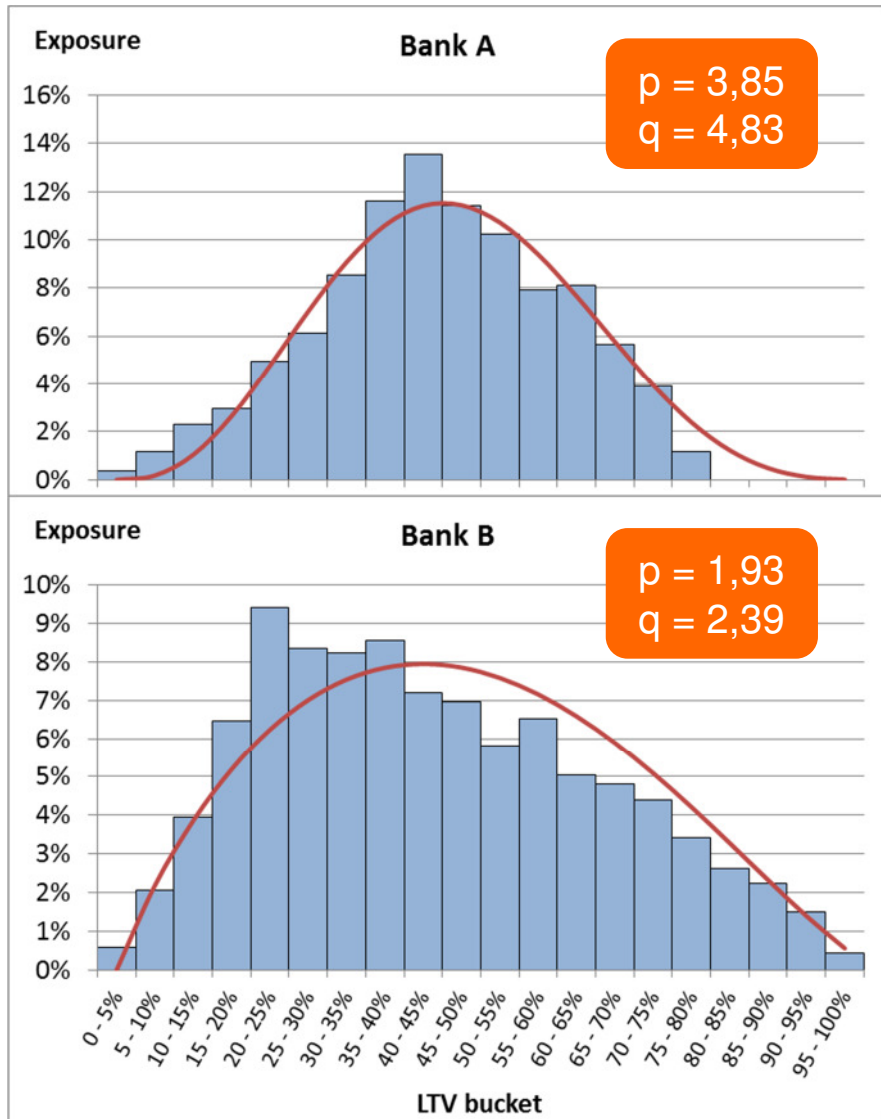 Exposure
Bank A
p = 3,85
q = 4,83
16%
14%
12%
10%
8%
6%
4%
2%
0%
Exposure
Bank B
p = 1,93
q = 2,39
10%
9%
8%
7%
6%
5%
4%
3%
2%
1%
0%
0 - 5%
5 - 10%
10 - 15%
15 - 20%
20 - 25%
25 - 30%
30 - 35%
35 - 40%
40 - 45%
45 - 50%
50 - 55%
55 - 60%
60 - 65%
65 - 70%
70 - 75%
75 - 80%
80 - 85%
85 - 90%
90 - 95%
95 - 100%
LTV bucket